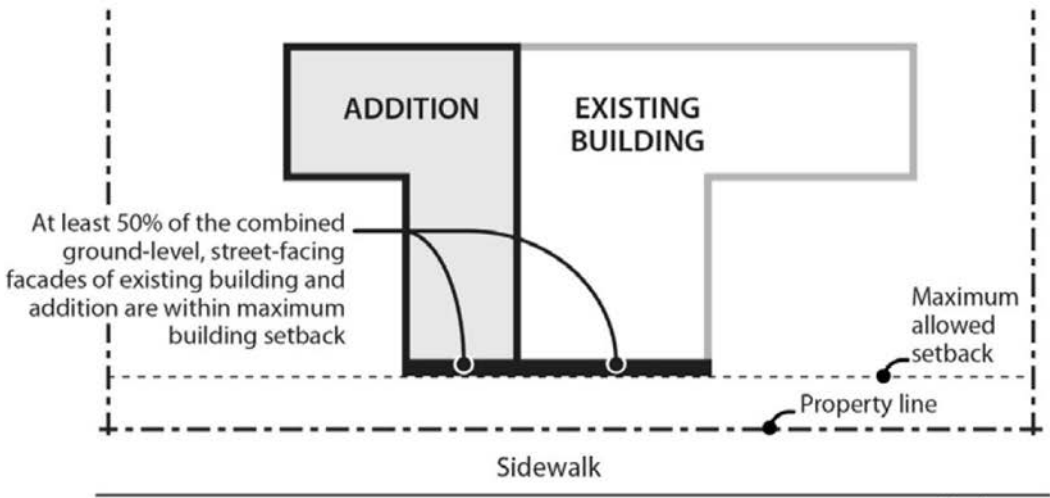 ADDITION
EXISTING
BUILDING
At least 50% of the combined
ground-level, street-facing
facades of existing building and
addition are within maximum
building setback
Maximum
allowed
setback
Property line
Sidewalk